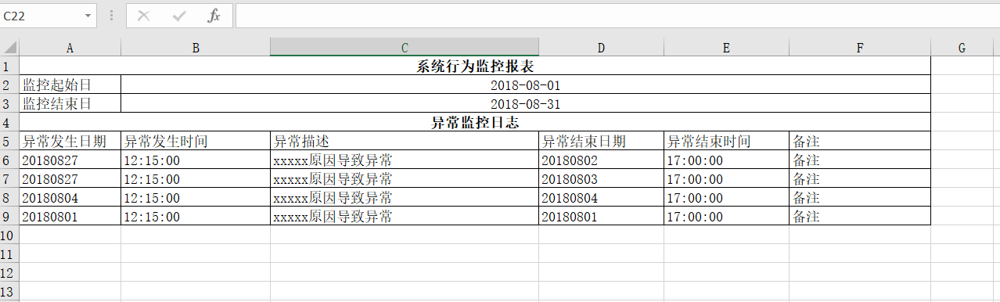 C22 fx
A B C D E F G
1 系统行为监控报表
2 监控起始日 2018-08-01
3 监控结束日 2018-08-31
4 异常监控日志
5 异常发生日期 异常发生时间 异常描述 异常结束日期 异常结束时间 备注
6 20180827 12:15:00 xxxxx原因导致异常 20180802 17:00:00 备注
7 20180827 12:15:00 xxxxx原因导致异常 20180803 17:00:00 备注
8 20180804 12:15:00 xxxxx原因导致异常 20180804 17:00:00 备注
9 20180801 12:15:00 xxxxx原因导致异常 20180801 17:00:00 备注
10
11
12
13